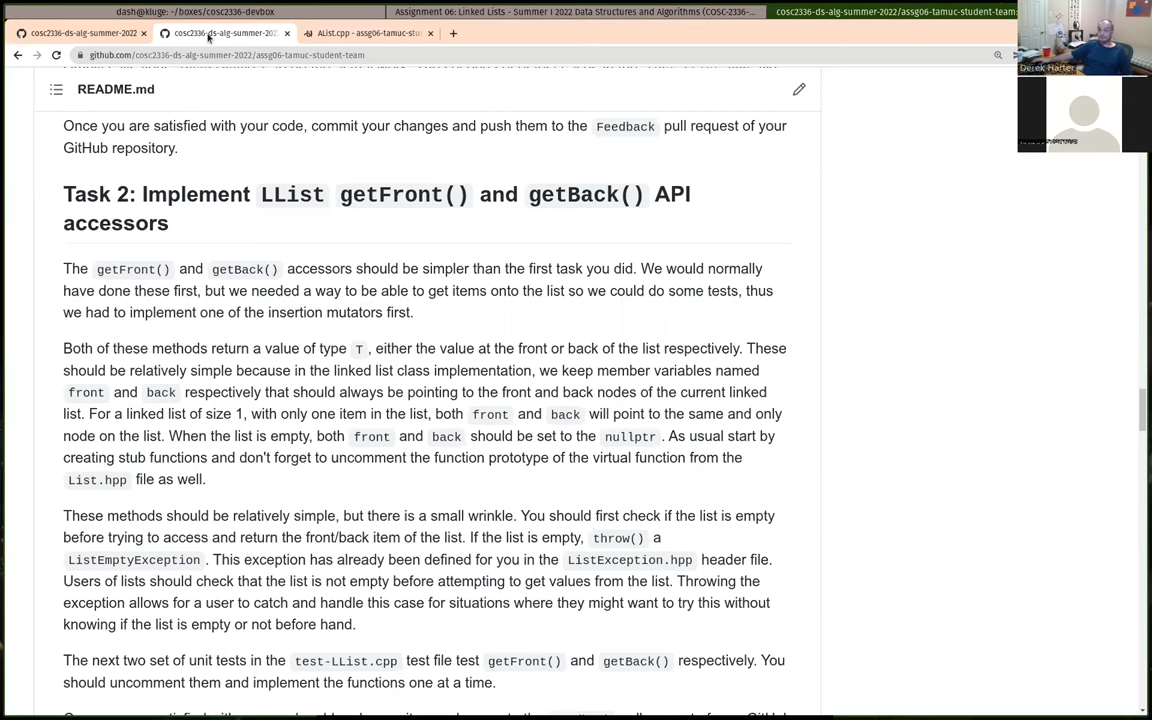 dash@kluge: ~/boxes/cosc2336-devbox
Assignment 06: Linked Lists - Summer I 2022 Data Structures and Algorithms (COSC-2336-...
cosc2336-ds-alg-summer-2022/assg06-tamuc-student-team:
cosc2336-ds-alg-summer-2022
cosc2336-ds-alg-summer-202
AList.cpp - assg06-tamuc-stu
github.com/cosc2336-ds-alg-summer-2022/assg06-tamuc-student-team
Derek Harter
README.md
Once you are satisfied with your code, commit your changes and push them to the Feedback pull request of your
GitHub repository.
Task 2: Implement LList getFront() and getBack() API
accessors
The getFront() and getBack() accessors should be simpler than the first task you did. We would normally
have done these first, but we needed a way to be able to get items onto the list so we could do some tests, thus
we had to implement one of the insertion mutators first.
Both of these methods return a value of type T, either the value at the front or back of the list respectively. These
should be relatively simple because in the linked list class implementation, we keep member variables named
front and back respectively that should always be pointing to the front and back nodes of the current linked
list. For a linked list of size 1, with only one item in the list, both front and back will point to the same and only
node on the list. When the list is empty, both front and back should be set to the nullptr. As usual start by
creating stub functions and don't forget to uncomment the function prototype of the virtual function from the
List.hpp file as well.
These methods should be relatively simple, but there is a small wrinkle. You should first check if the list is empty
before trying to access and return the front/back item of the list. If the list is empty, throw() a
ListEmptyException. This exception has already been defined for you in the ListException.hpp header file.
Users of lists should check that the list is not empty before attempting to get values from the list. Throwing the
exception allows for a user to catch and handle this case for situations where they might want to try this without
knowing if the list is empty or not before hand.
The next two set of unit tests in the test-LList.cpp test file test getFront() and getBack() respectively. You
should uncomment them and implement the functions one at a time.